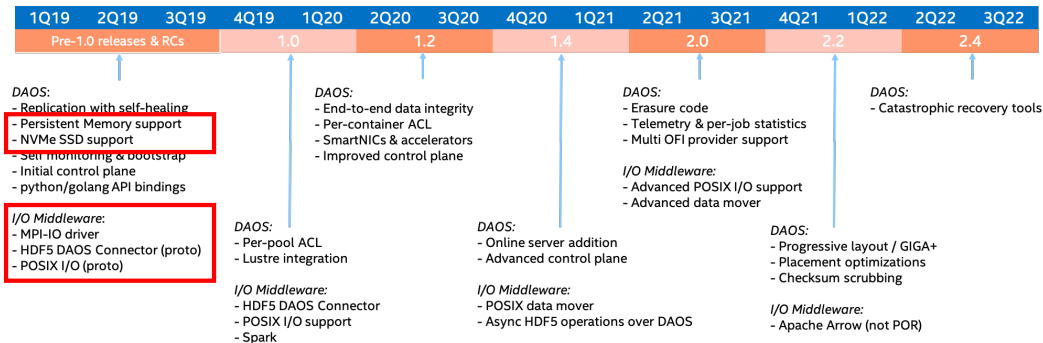 1Q19 2Q19 3Q19 4Q19 1Q20 2Q20 3Q20 4Q20 1Q21 2Q21 3Q21 4Q21 1Q22 2Q22 3Q22
Pre-1.0 releases & RCs 1.0 1.2 1.4 2.0 2.2 2.4
DAOS:
- Replication with self-healing
- Persistent Memory support
- NVMe SSD support
- Self monitoring & bootstrap
- Initial control plane
- python/golang API bindings
I/O Middleware:
- MPI-IO driver
- HDF5 DAOS Connector (proto)
- POSIX I/O (proto)
DAOS:
- Per-pool ACL
- Lustre integration
I/O Middleware:
- HDF5 DAOS Connector
- POSIX I/O support
- Spark
DAOS:
- End-to-end data integrity
- Per-container ACL
- SmartNICs & accelerators
- Improved control plane
DAOS:
- Online server addition
- Advanced control plane
I/O Middleware:
- POSIX data mover
- Async HDF5 operations over DAOS
DAOS:
- Erasure code
- Telemetry & per-job statistics
- Multi OFI provider support
I/O Middleware:
- Advanced POSIX I/O support
- Advanced data mover
DAOS:
- Progressive layout / GIGA+
- Placement optimizations
- Checksum scrubbing
I/O Middleware:
- Apache Arrow (not POR)
DAOS:
- Catastrophic recovery tools